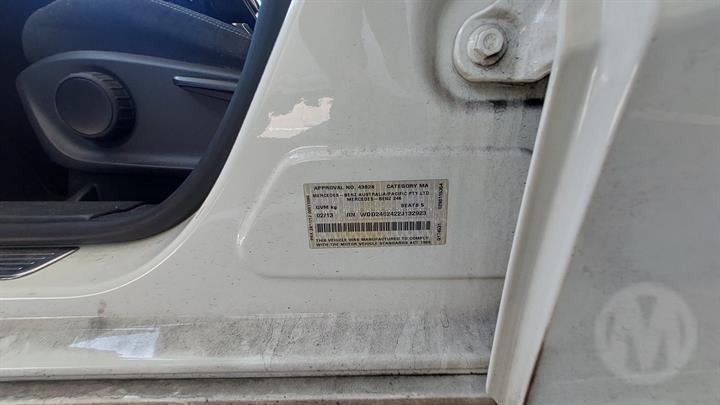 APPROVAL NO. 43928 CATEGORY MA
MERCEDES-BENZ AUSTRALIA/PACIFIC PTY LTD
MERCEDES-BENZ 246
GVM kg SEATS 5
02/13 VIN WDD2462422J132923
THIS VEHICLE WAS MANUFACTURED TO COMPLY
WITH THE MOTOR VEHICLE STANDARDS ACT 1989
M